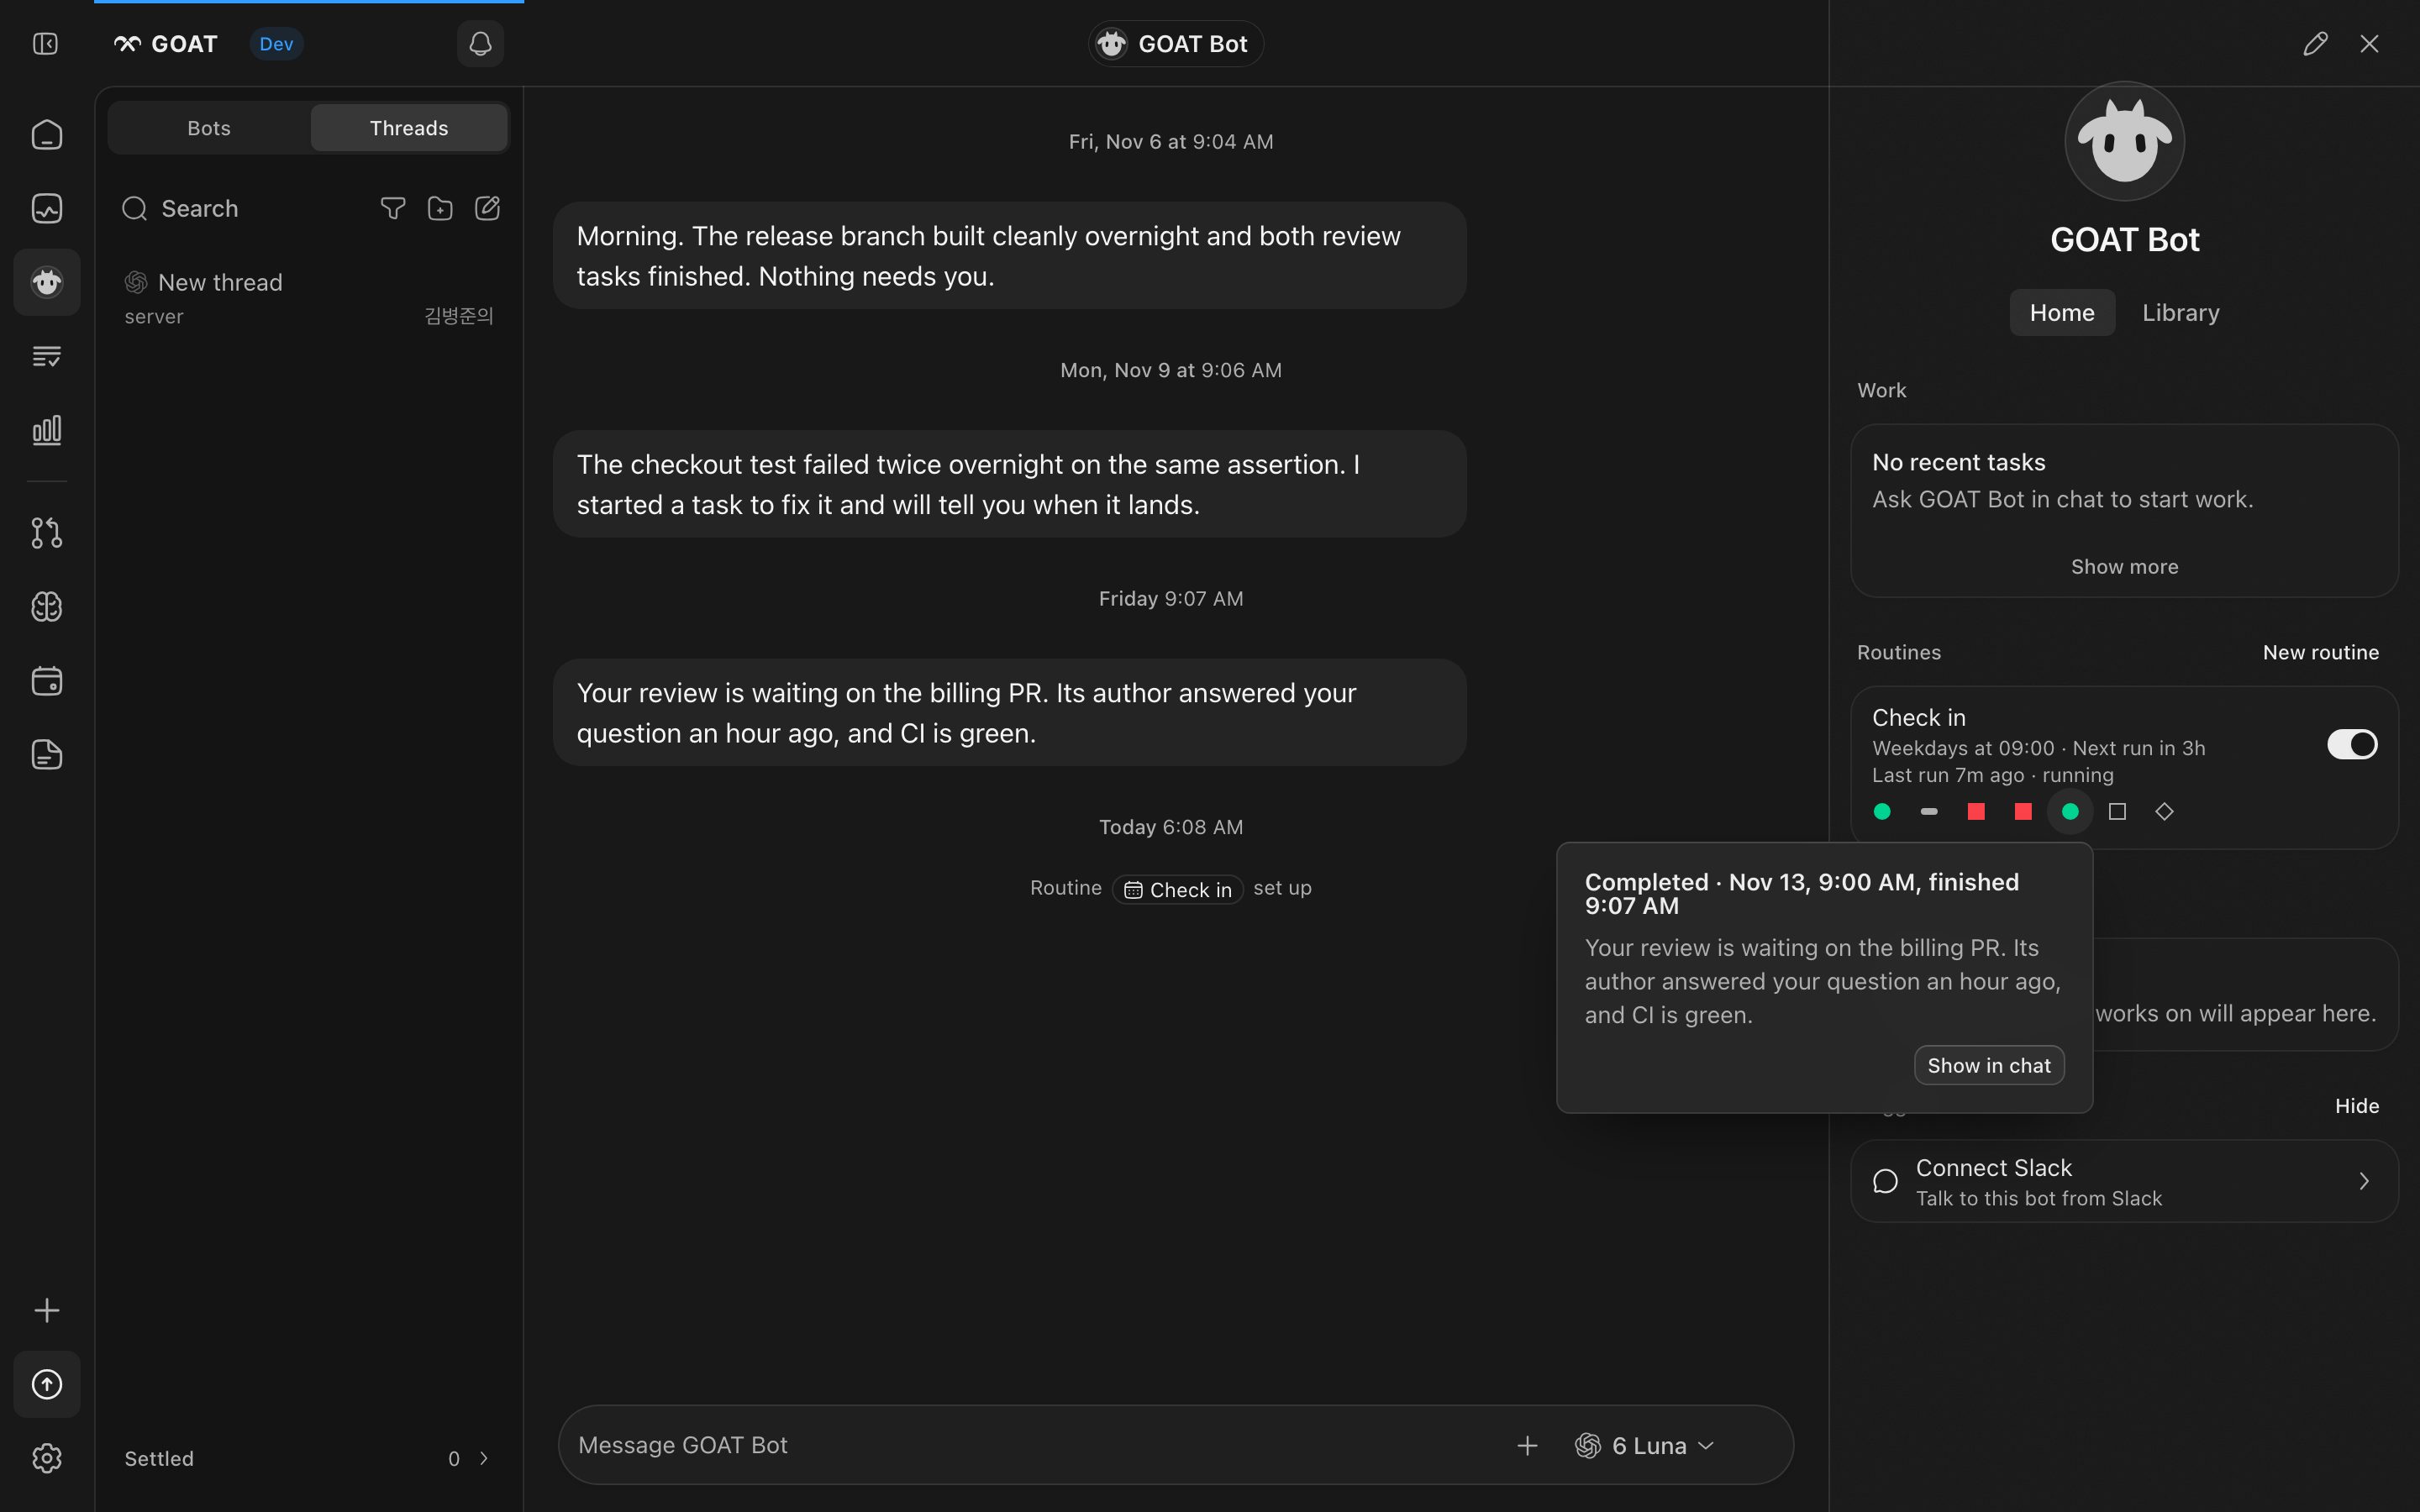 GOAT
Dev
GOAT Bot
Bots
Threads
Search
New thread
server
김병준의
Settled
0
Fri, Nov 6 at 9:04 AM
Morning. The release branch built cleanly overnight and both review
tasks finished. Nothing needs you.
Mon, Nov 9 at 9:06 AM
The checkout test failed twice overnight on the same assertion. I
started a task to fix it and will tell you when it lands.
Friday 9:07 AM
Your review is waiting on the billing PR. Its author answered your
question an hour ago, and CI is green.
Today 6:08 AM
Routine Check in set up
Message GOAT Bot
6 Luna
GOAT Bot
Home
Library
Work
No recent tasks
Ask GOAT Bot in chat to start work.
Show more
Routines
New routine
Check in
Weekdays at 09:00 · Next run in 3h
Last run 7m ago · running
Completed · Nov 13, 9:00 AM, finished
9:07 AM
Your review is waiting on the billing PR. Its
author answered your question an hour ago,
and CI is green.
Show in chat
works on will appear here.
Hide
Connect Slack
Talk to this bot from Slack